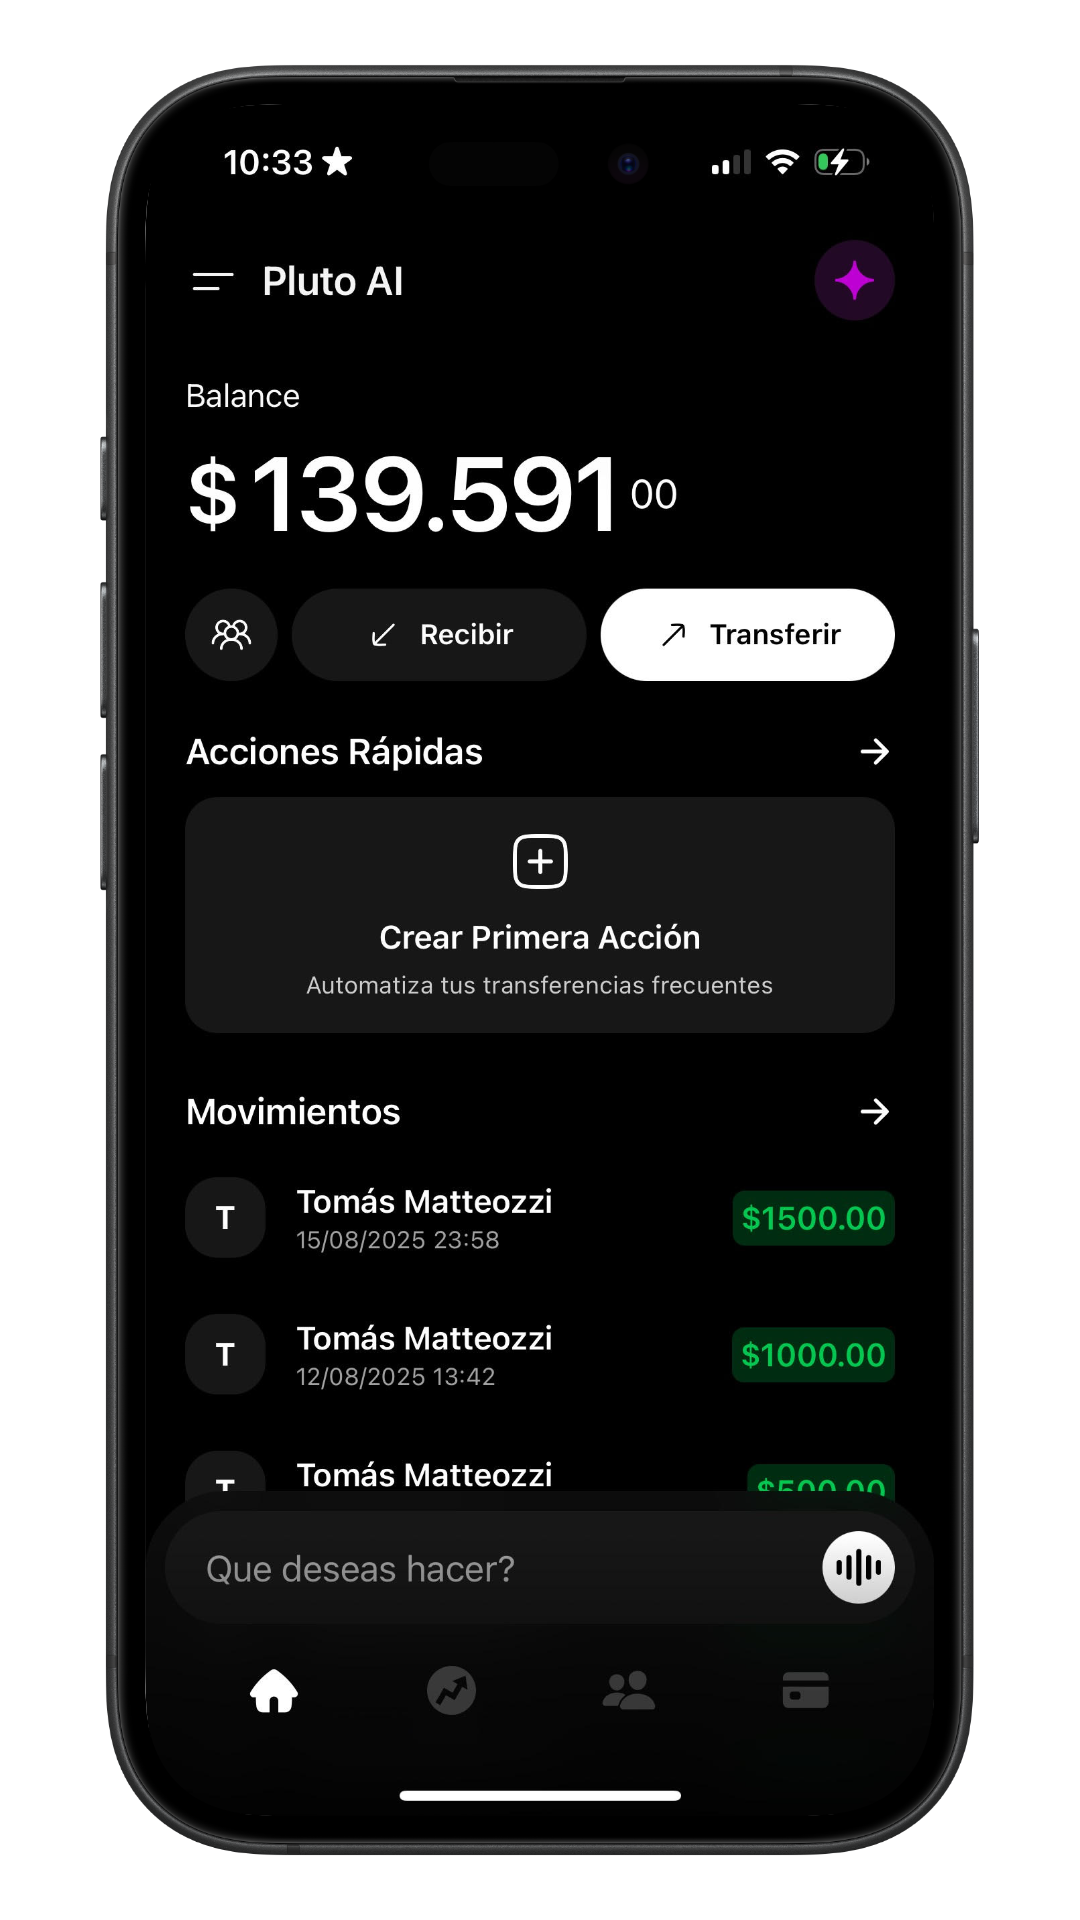 10:33
Pluto AI
Balance
$139.591 00
Recibir
Transferir
Acciones Rápidas
Crear Primera Acción
Automatiza tus transferencias frecuentes
Movimientos
T
Tomás Matteozzi
$1500.00
15/08/2025 23:58
T
Tomás Matteozzi
$1000.00
12/08/2025 13:42
T
Tomás Matteozzi
$500.00
Que deseas hacer?